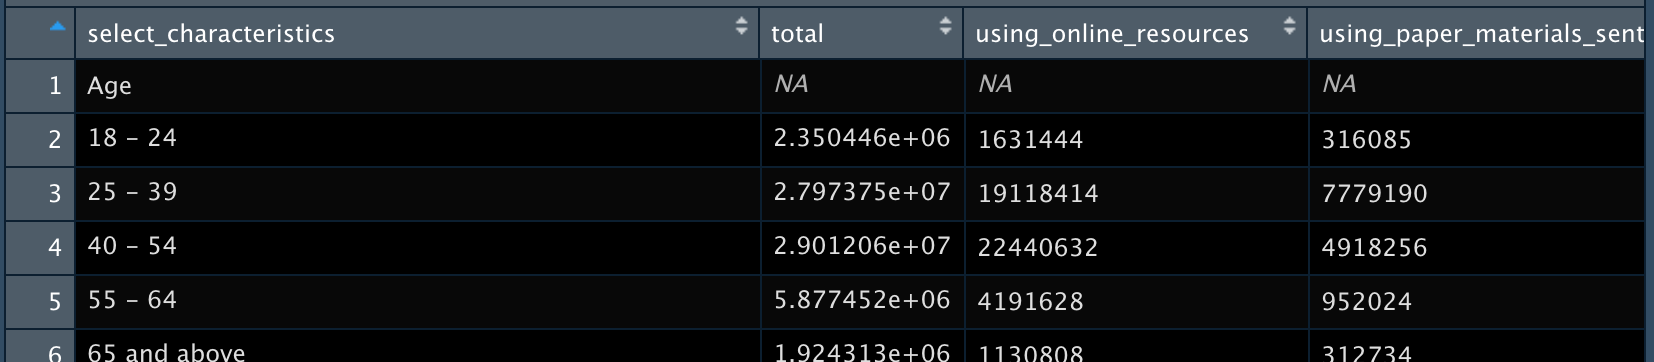 select_characteristics total using_online_resources using_paper_materials_sent
1 Age NA NA NA
2 18 – 24 2.350446e+06 1631444 316085
3 25 – 39 2.797375e+07 19118414 7779190
4 40 – 54 2.901206e+07 22440632 4918256
5 55 – 64 5.877452e+06 4191628 952024
6 65 and above 1.924313e+06 1130808 312734